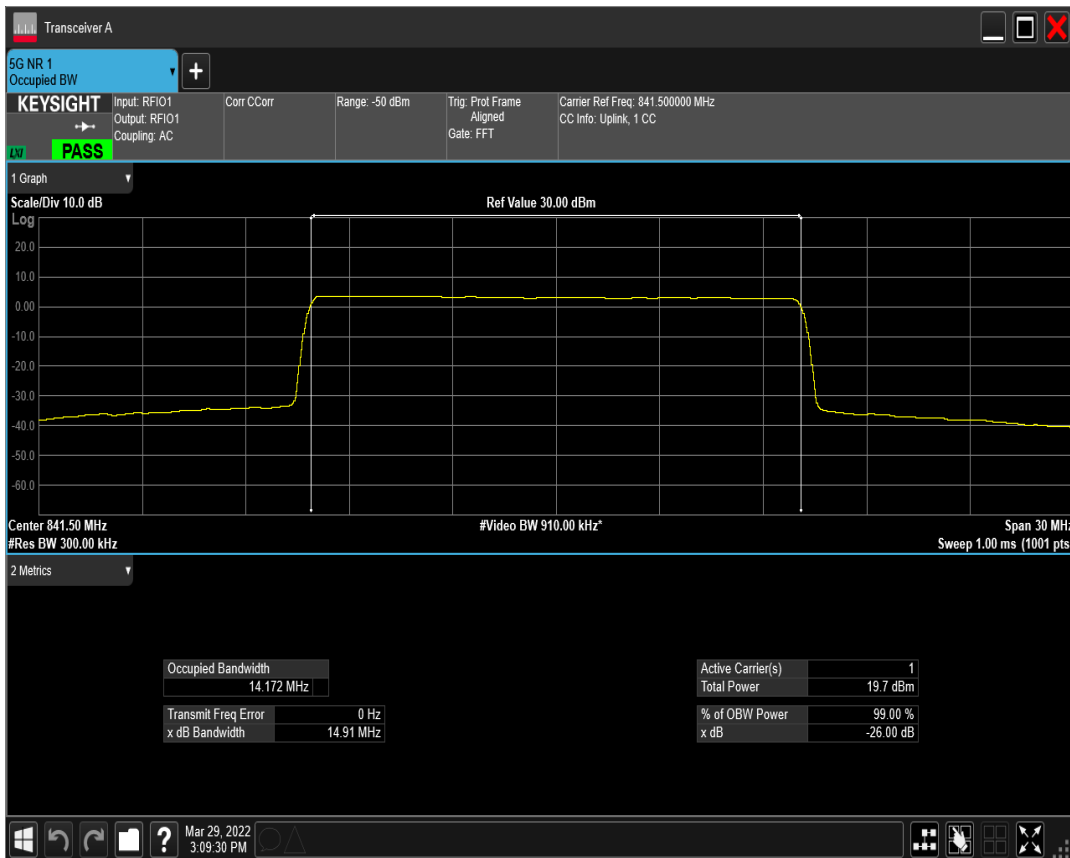 Transceiver A
5G NR 1
Occupied BW
+
KEYSIGHT
LXI
PASS
Input: RFIO1
Output: RFIO1
Coupling: AC
Corr CCorr
Range: -50 dBm
Trig: Prot Frame
Aligned
Gate: FFT
Carrier Ref Freq: 841.500000 MHz
CC Info: Uplink, 1 CC
1 Graph
Scale/Div 10.0 dB
Ref Value 30.00 dBm
Log
20.0
10.0
0.00
-10.0
-20.0
-30.0
-40.0
-50.0
-60.0
Center 841.50 MHz
#Video BW 910.00 kHz*
Span 30 MHz
#Res BW 300.00 kHz
Sweep 1.00 ms (1001 pts
2 Metrics
Occupied Bandwidth
14.172 MHz
Transmit Freq Error 0 Hz
x dB Bandwidth 14.91 MHz
Active Carrier(s) 1
Total Power 19.7 dBm
% of OBW Power 99.00 %
x dB -26.00 dB
?
Mar 29, 2022
3:09:30 PM